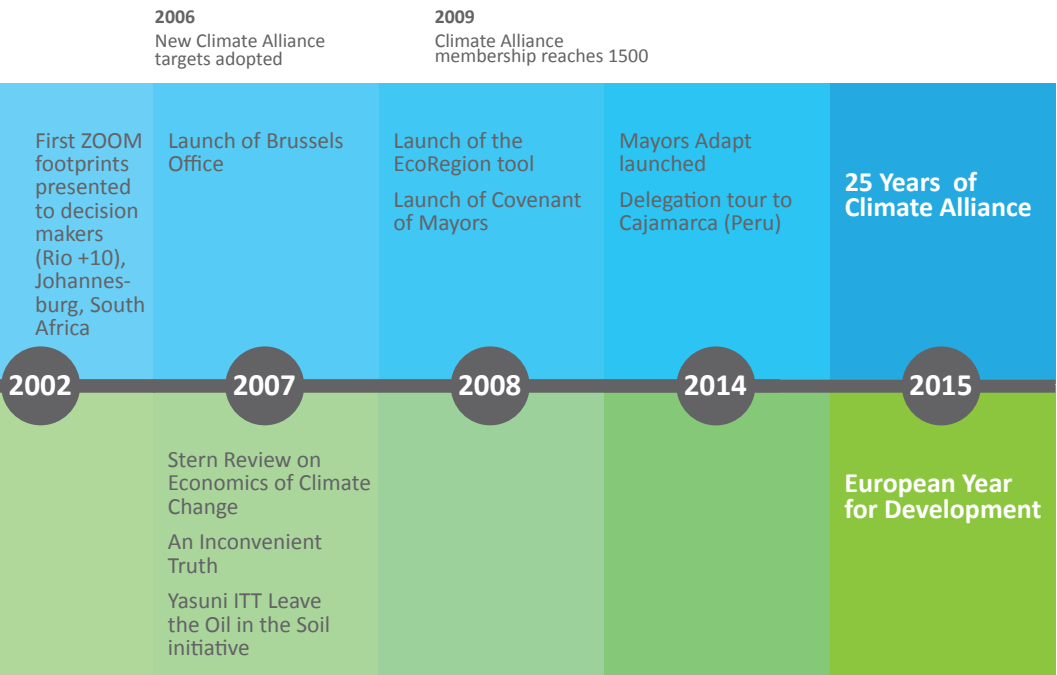 2006
New Climate Alliance
targets adopted
2009
Climate Alliance
membership reaches 1500
First ZOOM
footprints
presented
to decision
makers
(Rio +10),
Johannes-
burg, South
Africa
Launch of Brussels
Office
Launch of the
EcoRegion tool
Launch of Covenant
of Mayors
Mayors Adapt
launched
Delegation tour to
Cajamarca (Peru)
25 Years of
Climate Alliance
2002
2007
2008
2014
2015
Stern Review on
Economics of Climate
Change
An Inconvenient
Truth
Yasuni ITT Leave
the Oil in the Soil
initiative
European Year
for Development